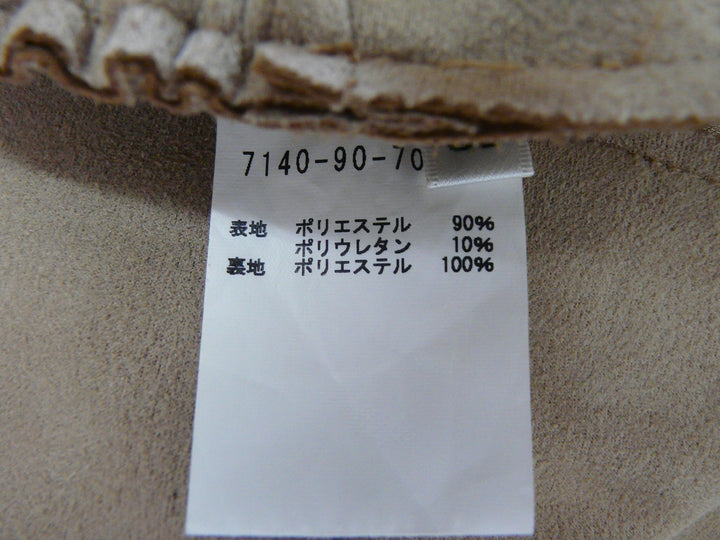 7140-90-70
表地 ポリエステル 90%
ポリウレタン 10%
裏地 ポリエステル 100%